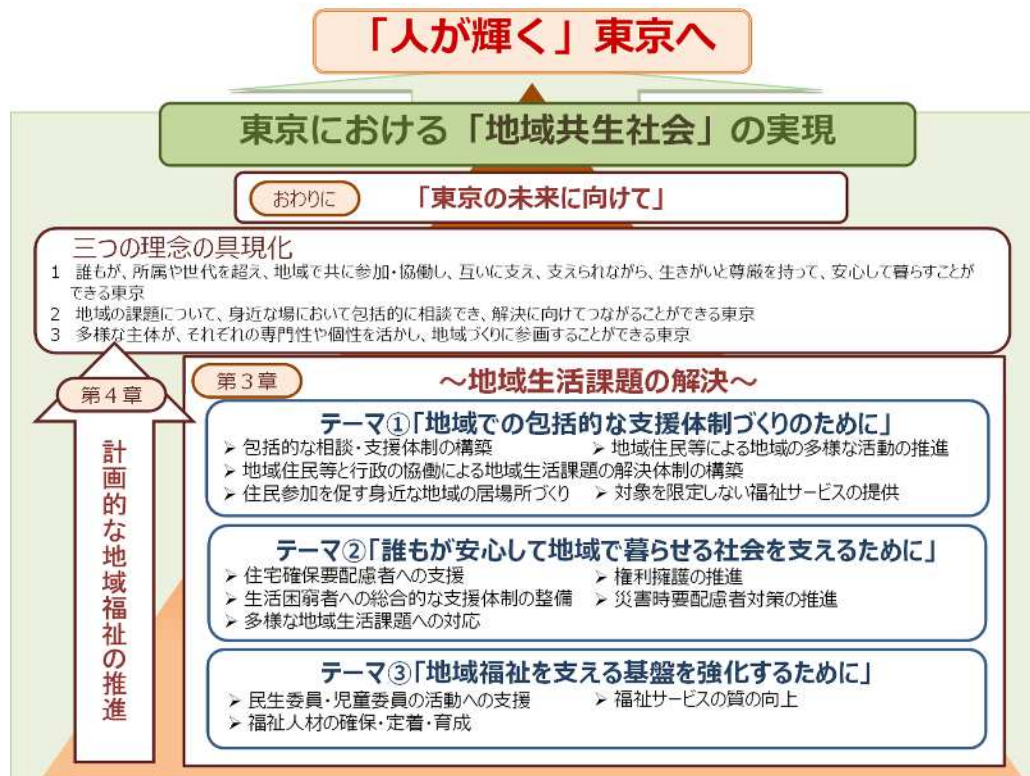 「人が輝く」東京へ
東京における「地域共生社会」の実現
おわりに 「東京の未来に向けて」
三つの理念の具現化
1 誰もが、所属や世代を超え、地域で共に参加・協働し、互いに支え、支えられながら、生きがいと尊厳を持って、安心して暮らすことが
できる東京
2 地域の課題について、身近な場において包括的に相談でき、解決に向けてつながることができる東京
3 多様な主体が、それぞれの専門性や個性を活かし、地域づくりに参画することができる東京
第4章
計画的な地域福祉の推進
第3章 ～地域生活課題の解決～
テーマ①「地域での包括的な支援体制づくりのために」
➢ 包括的な相談・支援体制の構築 ➢ 地域住民等による地域の多様な活動の推進
➢ 地域住民等と行政の協働による地域生活課題の解決体制の構築
➢ 住民参加を促す身近な地域の居場所づくり ➢ 対象を限定しない福祉サービスの提供
テーマ②「誰もが安心して地域で暮らせる社会を支えるために」
➢ 住宅確保要配慮者への支援 ➢ 権利擁護の推進
➢ 生活困窮者への総合的な支援体制の整備 ➢ 災害時要配慮者対策の推進
➢ 多様な地域生活課題への対応
テーマ③「地域福祉を支える基盤を強化するために」
➢ 民生委員・児童委員の活動への支援 ➢ 福祉サービスの質の向上
➢ 福祉人材の確保・定着・育成